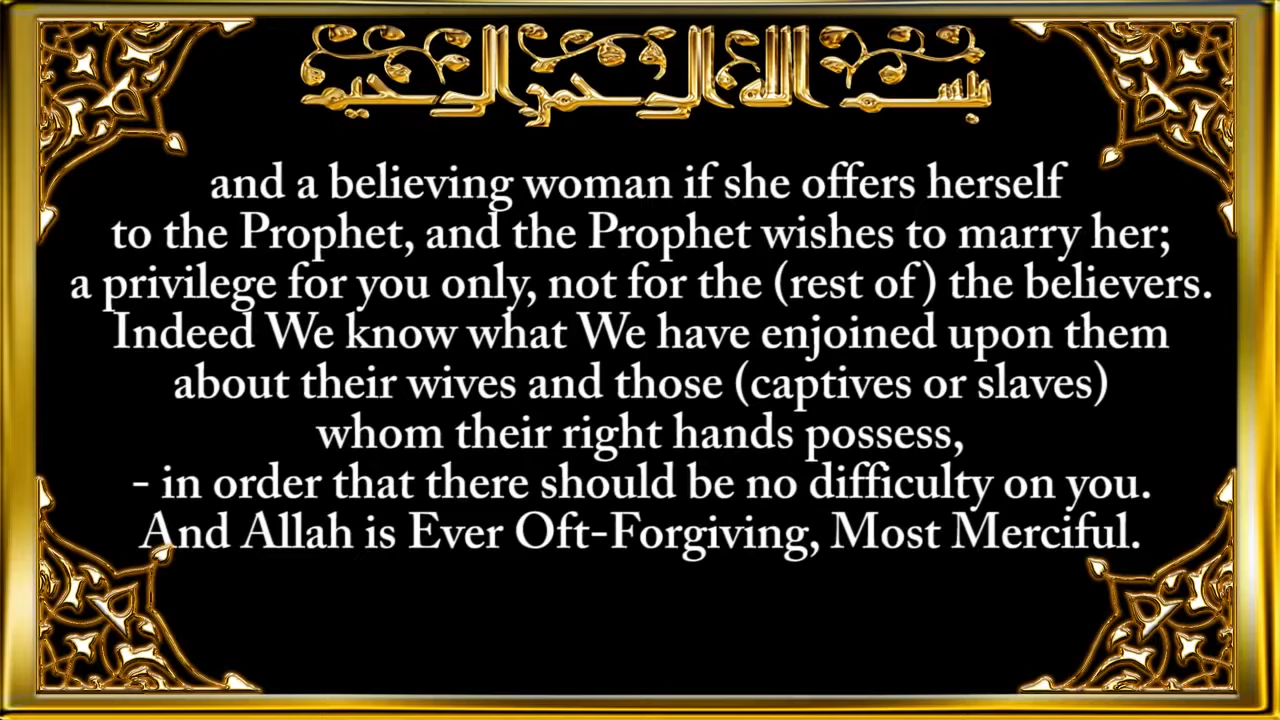 بسم الله الرحمن الرحيم
and a believing woman if she offers herself
to the Prophet, and the Prophet wishes to marry her;
a privilege for you only, not for the (rest of) the believers.
Indeed We know what We have enjoined upon them
about their wives and those (captives or slaves)
whom their right hands possess,
- in order that there should be no difficulty on you.
And Allah is Ever Oft-Forgiving, Most Merciful.